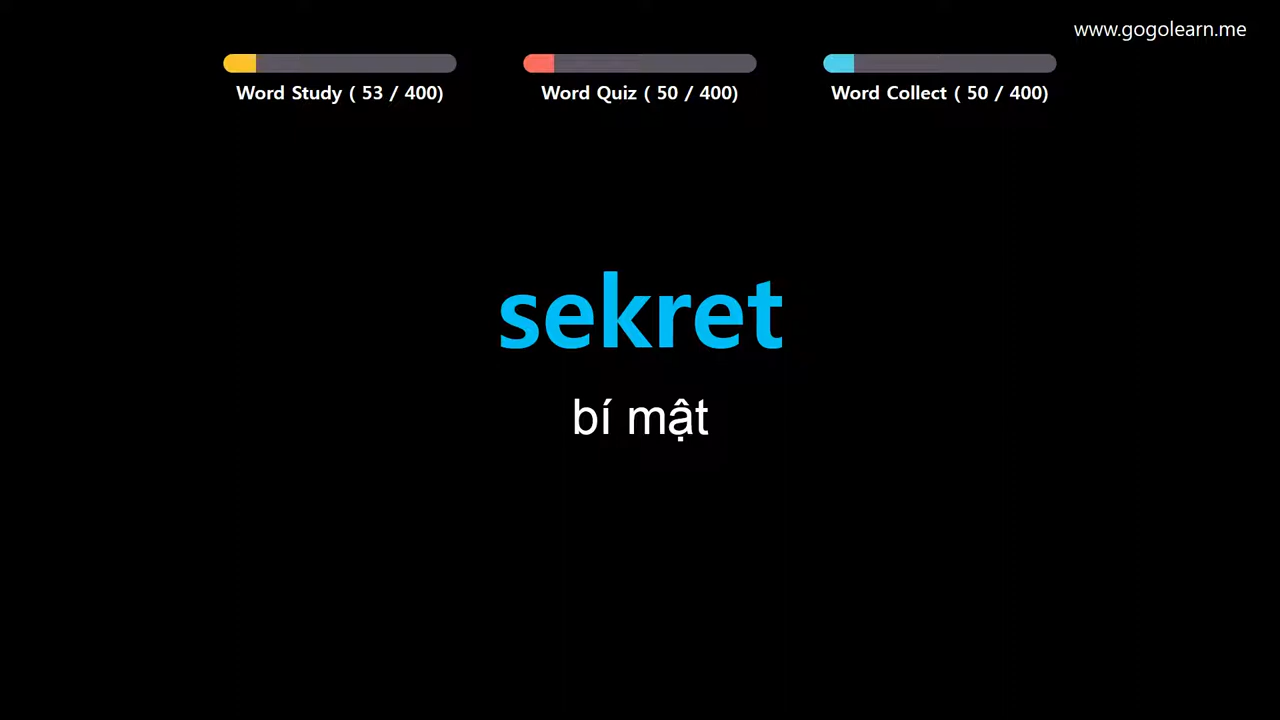 www.gogolearn.me
Word Study ( 53 / 400)
Word Quiz ( 50 / 400)
Word Collect ( 50 / 400)
sekret
bí mật